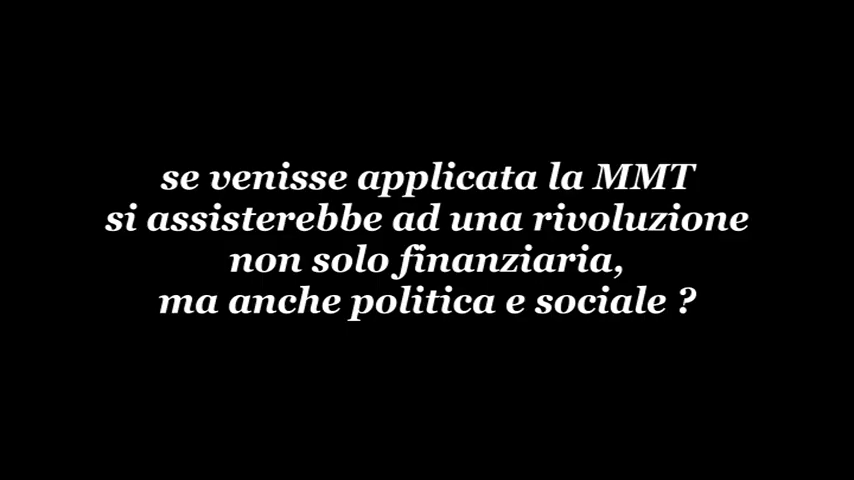 se venisse applicata la MMT
si assisterebbe ad una rivoluzione
non solo finanziaria,
ma anche politica e sociale ?